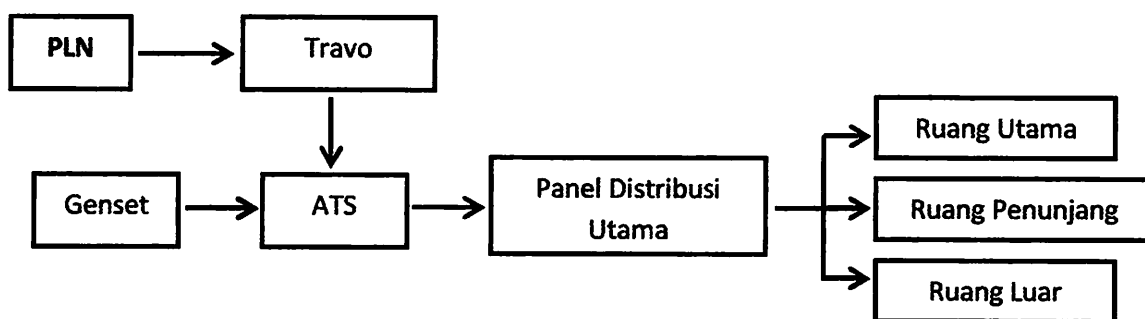 PLN
Travo
Genset
ATS
Panel Distribusi
Utama
Ruang Utama
Ruang Penunjang
Ruang Luar